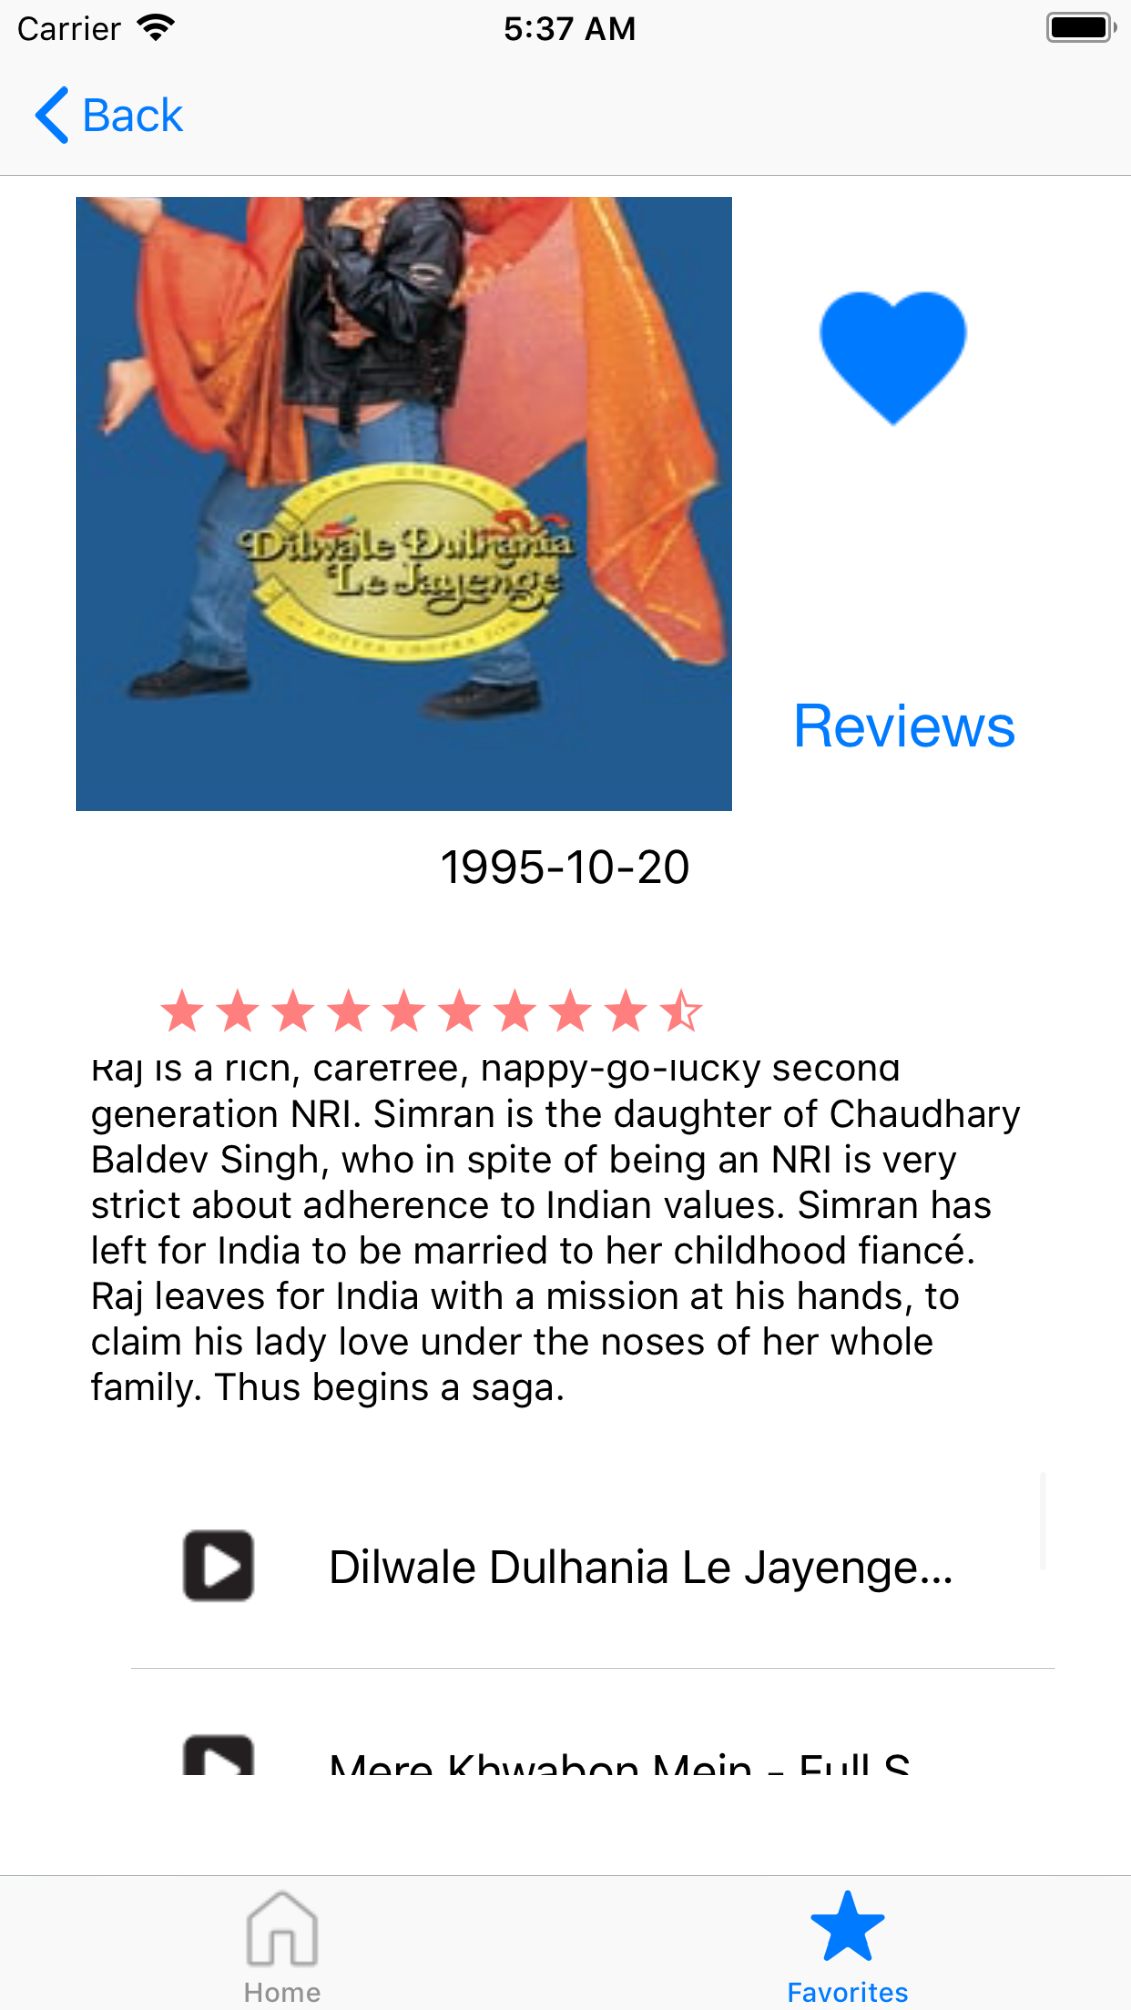 Carrier
5:37 AM
Back
Dilwale Dulhania
Le Jayenge
Reviews
1995-10-20
Raj is a rich, carefree, happy-go-lucky second
generation NRI. Simran is the daughter of Chaudhary
Baldev Singh, who in spite of being an NRI is very
strict about adherence to Indian values. Simran has
left for India to be married to her childhood fiancé.
Raj leaves for India with a mission at his hands, to
claim his lady love under the noses of her whole
family. Thus begins a saga.
Dilwale Dulhania Le Jayenge...
Mere Khwabon Mein - Full S
Home
Favorites